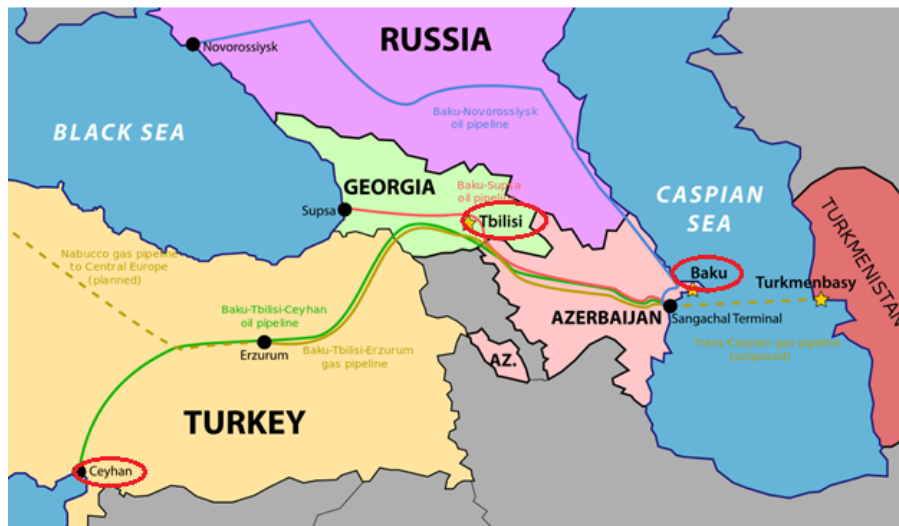 RUSSIA
Novorossiysk
Baku-Novorossiysk
oil pipeline
BLACK SEA
GEORGIA
Baku-Supsa
oil pipeline
CASPIAN
SEA
TURKMENISTAN
Supsa
Tbilisi
Nabucco gas pipeline
to Central Europe
(planned)
Baku
Turkmenbasy
Baku-Tbilisi-Ceyhan
oil pipeline
AZERBAIJAN
Sangachal Terminal
Erzurum
Baku-Tbilisi-Erzurum
gas pipeline
Trans-Caspian gas pipeline
(proposed)
AZ.
TURKEY
Ceyhan